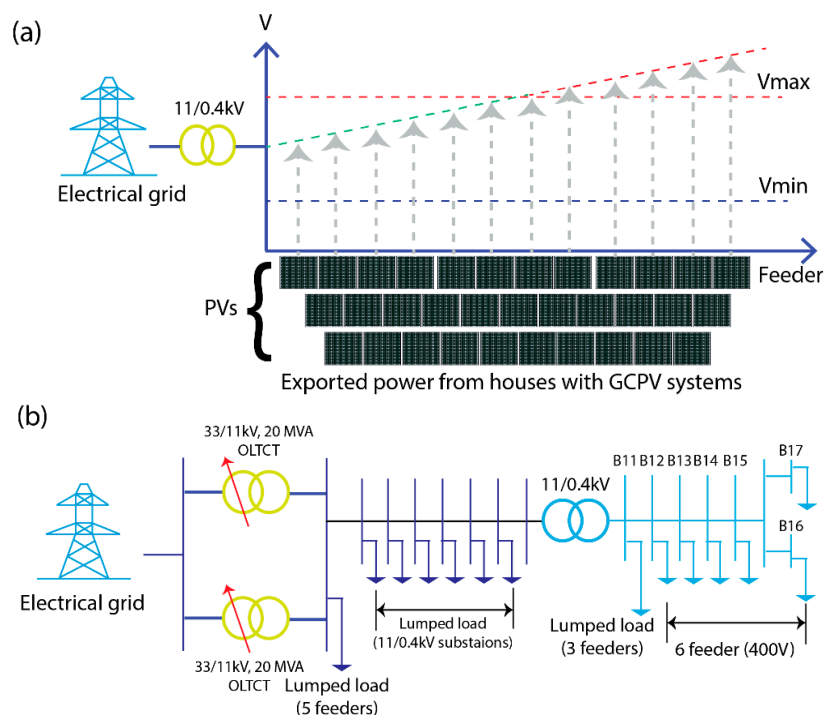 (a)
V
11/0.4kV
Vmax
Electrical grid
Vmin
Feeder
PVs
Exported power from houses with GCPV systems
(b)
33/11kV, 20 MVA
OLTCT
11/0.4kV
B11 B12 B13 B14 B15
B17
B16
Electrical grid
Lumped load
(11/0.4kV substaions)
33/11kV, 20 MVA
OLTCT
Lumped load
(5 feeders)
Lumped load
(3 feeders)
6 feeder (400V)